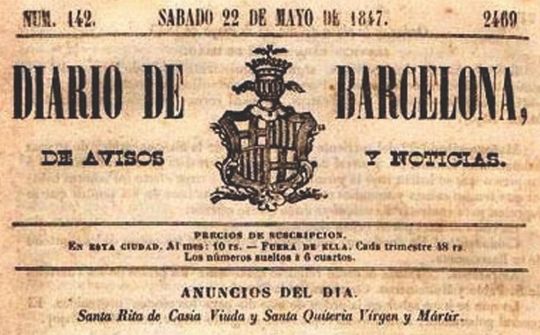 NUM. 142. SABADO 22 DE MAYO DE 1847. 2469
DIARIO DE BARCELONA,
DE AVISOS Y NOTICIAS.
PRECIOS DE SUSCRIPCION.
EN ESTA CIUDAD. Al mes: 10 rs. — FUERA DE ELLA. Cada trimestre 48 rs.
Los números sueltos á 6 cuartos.
ANUNCIOS DEL DIA.
Santa Rita de Casia Viuda y Santa Quiteria Vírgen y Mártir.